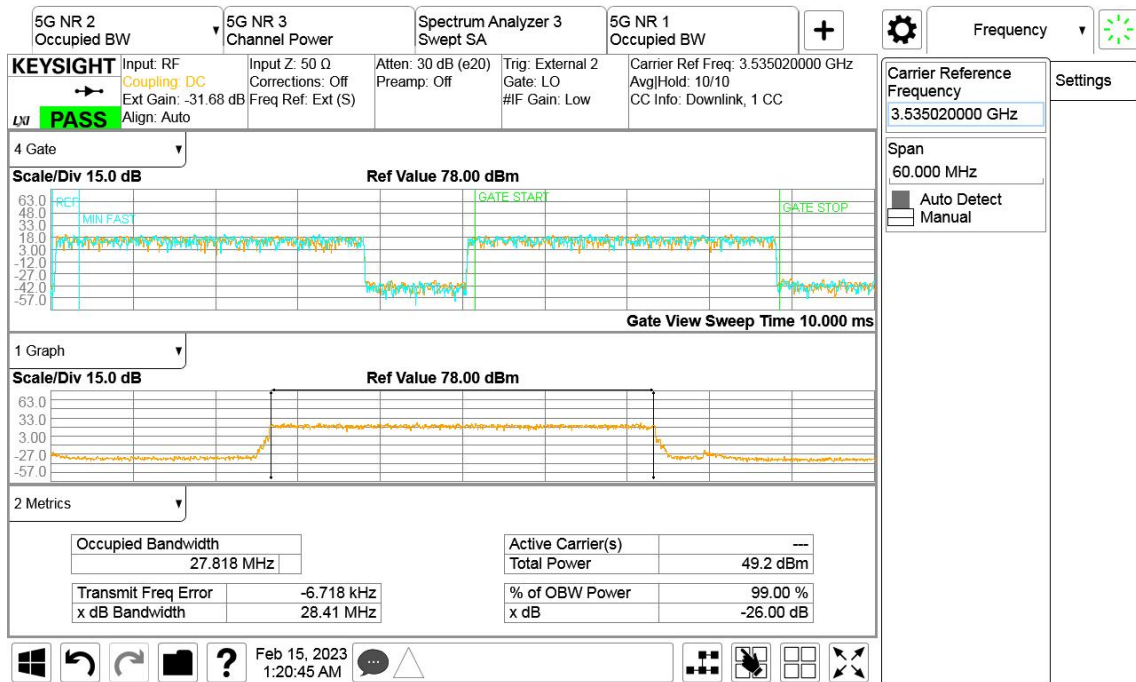 5G NR 2
Occupied BW
5G NR 3
Channel Power
Spectrum Analyzer 3
Swept SA
5G NR 1
Occupied BW
Frequency
KEYSIGHT
LXI
PASS
Input: RF
Coupling: DC
Ext Gain: -31.68 dB
Align: Auto
Input Z: 50 Ω
Corrections: Off
Freq Ref: Ext (S)
Atten: 30 dB (e20)
Preamp: Off
Trig: External 2
Gate: LO
#IF Gain: Low
Carrier Ref Freq: 3.535020000 GHz
Avg|Hold: 10/10
CC Info: Downlink, 1 CC
Carrier Reference
Frequency
3.535020000 GHz
Settings
Span
60.000 MHz
Auto Detect
Manual
4 Gate
Scale/Div 15.0 dB
Ref Value 78.00 dBm
63.0
48.0
33.0
18.0
3.00
-12.0
-27.0
-42.0
-57.0
REF
MIN FAST
GATE START
GATE STOP
Gate View Sweep Time 10.000 ms
1 Graph
Scale/Div 15.0 dB
Ref Value 78.00 dBm
63.0
33.0
3.00
-27.0
-57.0
2 Metrics
Occupied Bandwidth
27.818 MHz
Transmit Freq Error -6.718 kHz
x dB Bandwidth 28.41 MHz
Active Carrier(s) ---
Total Power 49.2 dBm
% of OBW Power 99.00 %
x dB -26.00 dB
Feb 15, 2023
1:20:45 AM